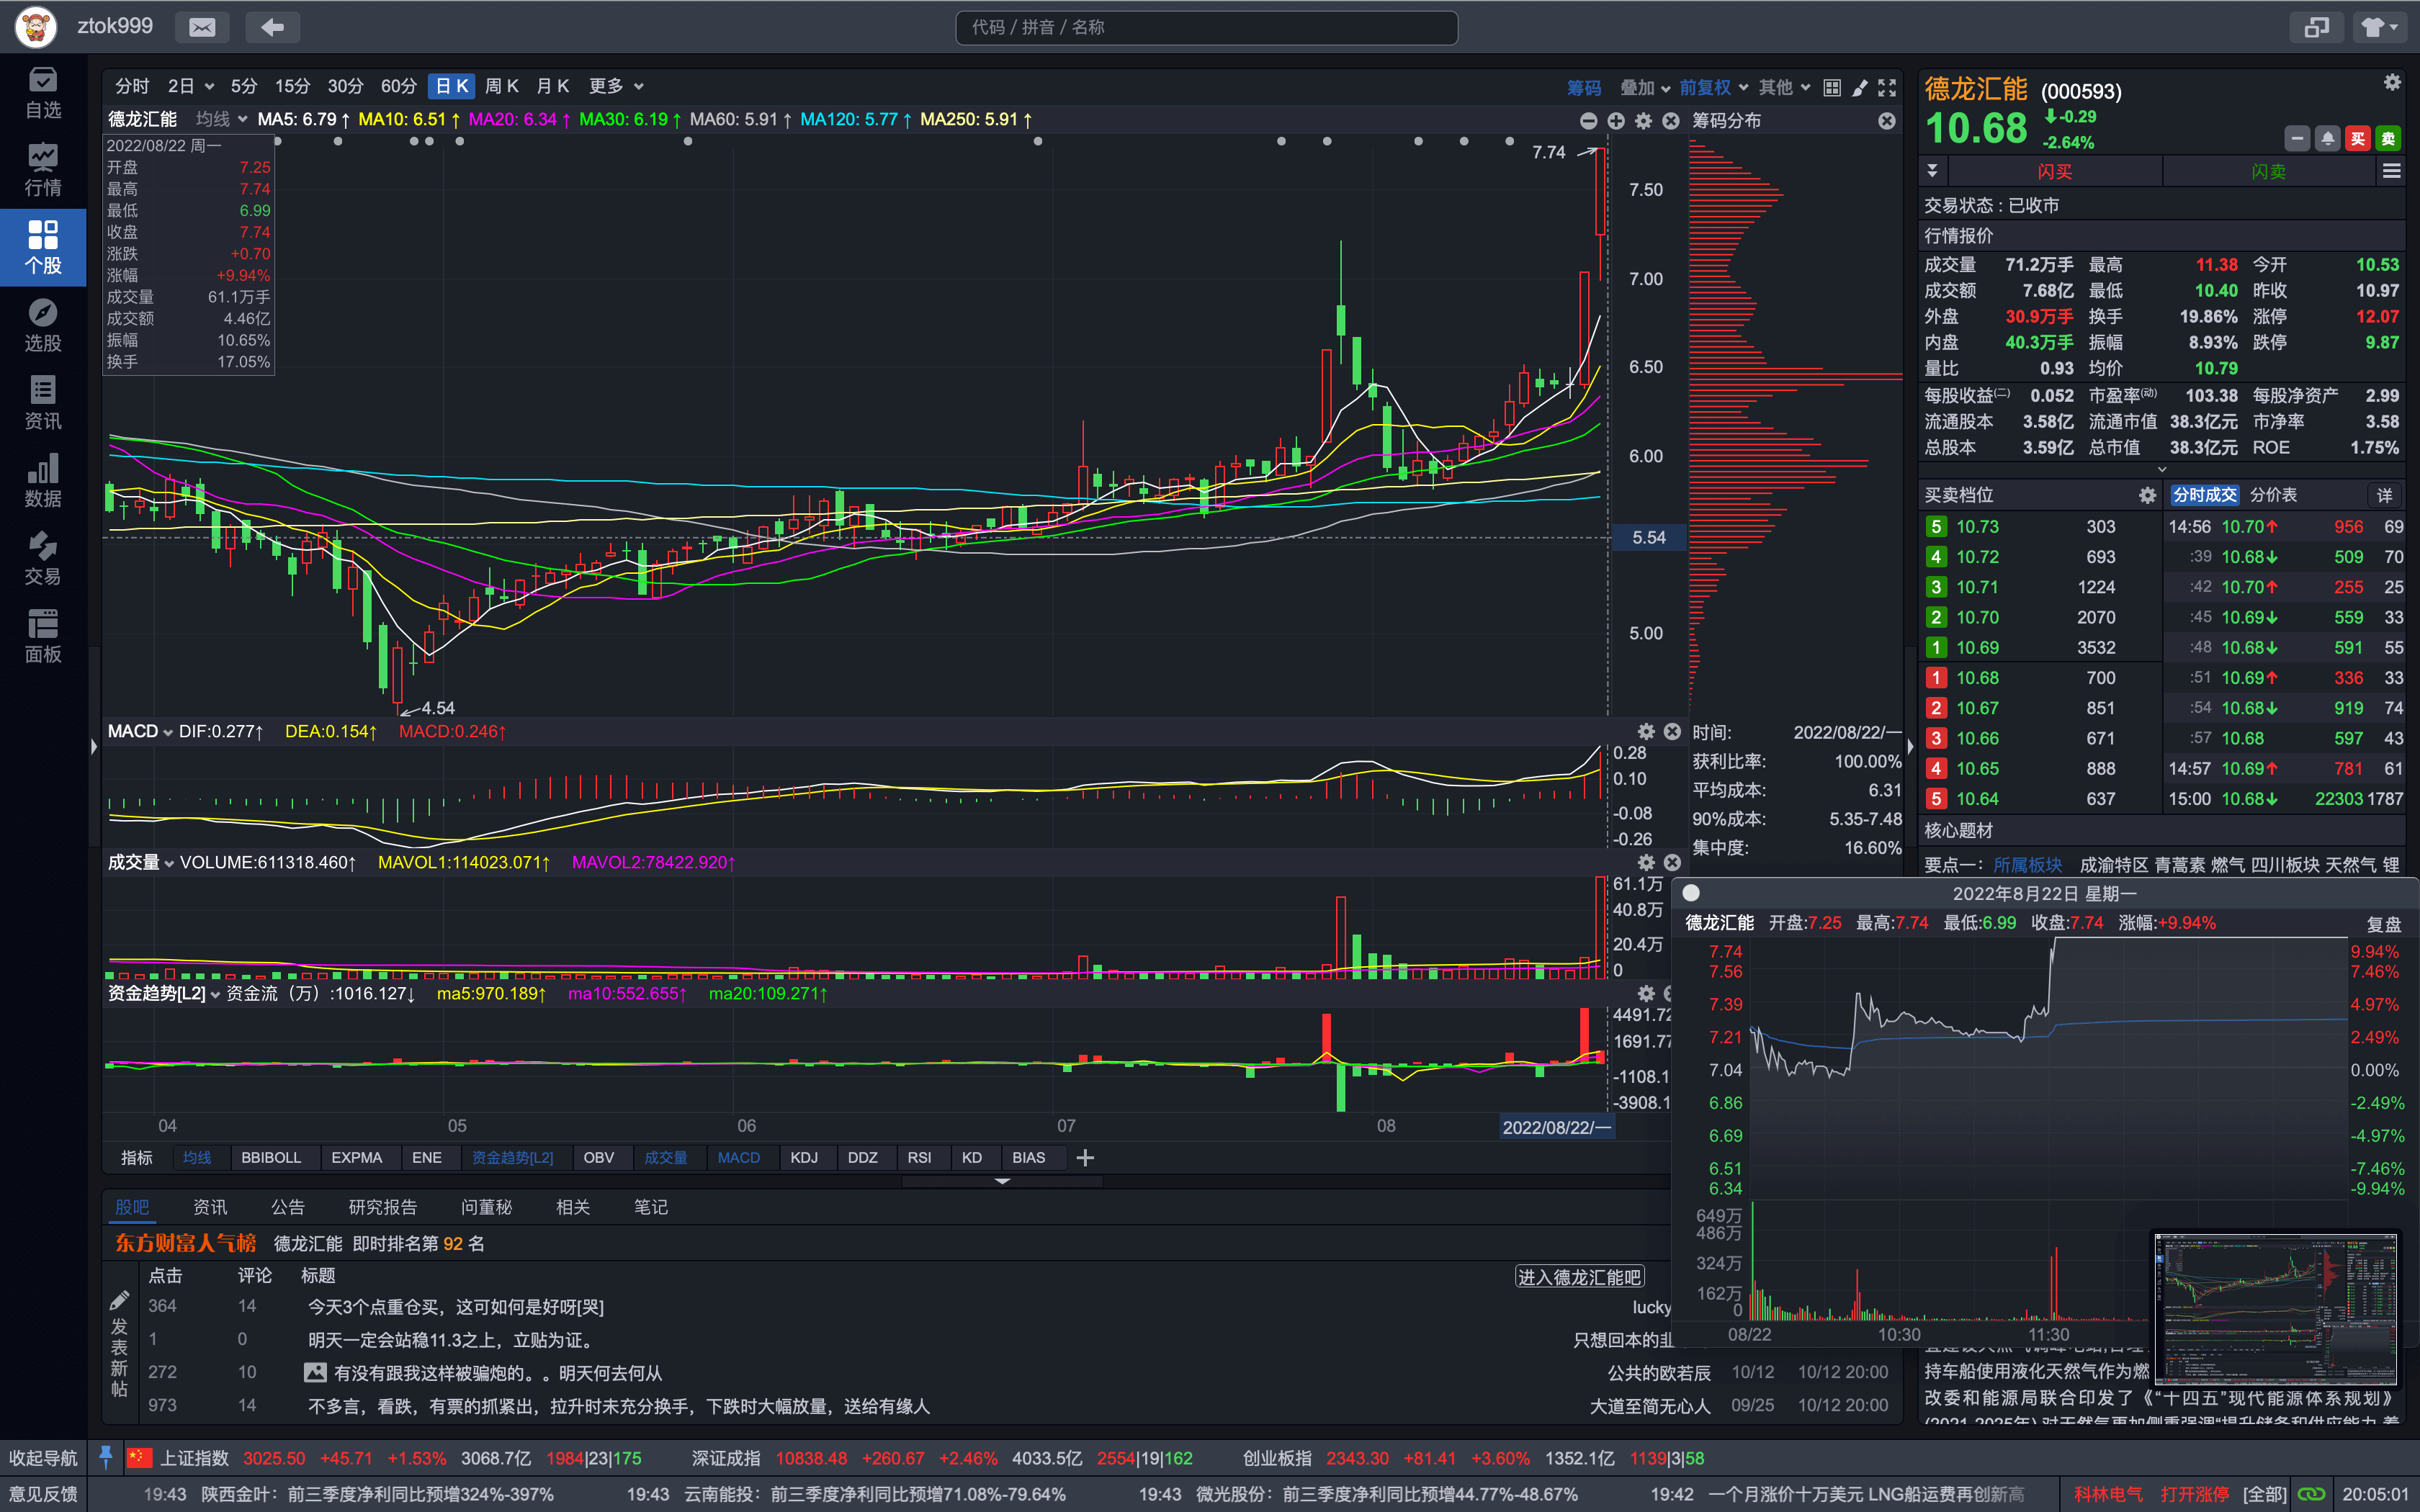 ztok999
代码 / 拼音 / 名称
自选
行情
个股
选股
资讯
数据
交易
面板
分时 2日 5分 15分 30分 60分 日K 周K 月K 更多 筹码 叠加 前复权 其他
德龙汇能 均线 MA5: 6.79↑ MA10: 6.51↑ MA20: 6.34↑ MA30: 6.19↑ MA60: 5.91↑ MA120: 5.77↑ MA250: 5.91↑
筹码分布
2022/08/22 周一
开盘 7.25
最高 7.74
最低 6.99
收盘 7.74
涨跌 +0.70
涨幅 +9.94%
成交量 61.1万手
成交额 4.46亿
振幅 10.65%
换手 17.05%
7.74
7.50
7.00
6.50
6.00
5.54
5.00
4.54
MACD DIF:0.277↑ DEA:0.154↑ MACD:0.246↑
0.28
0.10
-0.08
-0.26
成交量 VOLUME:611318.460↑ MAVOL1:114023.071↑ MAVOL2:78422.920↑
61.1万
40.8万
20.4万
0
资金趋势[L2] 资金流（万）:1016.127↓ ma5:970.189↑ ma10:552.655↑ ma20:109.271↑
4491.72
1691.77
-1108.1
-3908.1
04 05 06 07 08 2022/08/22/一
指标 均线 BBIBOLL EXPMA ENE 资金趋势[L2] OBV 成交量 MACD KDJ DDZ RSI KD BIAS
时间: 2022/08/22/一
获利比率: 100.00%
平均成本: 6.31
90%成本: 5.35-7.48
集中度: 16.60%
股吧 资讯 公告 研究报告 问董秘 相关 笔记
东方财富人气榜 德龙汇能 即时排名第 92 名
点击 评论 标题 进入德龙汇能吧
发表新帖
364 14 今天3个点重仓买，这可如何是好呀[哭] lucky
1 0 明天一定会站稳11.3之上，立贴为证。 只想回本的韭
272 10 有没有跟我这样被骗炮的。。明天何去何从 公共的欧若辰 10/12 10/12 20:00
973 14 不多言，看跌，有票的抓紧出，拉升时未充分换手，下跌时大幅放量，送给有缘人 大道至简无心人 09/25 10/12 20:00
德龙汇能 (000593)
10.68 -0.29
-2.64%
买 卖
闪买 闪卖
交易状态：已收市
行情报价
成交量 71.2万手 最高 11.38 今开 10.53
成交额 7.68亿 最低 10.40 昨收 10.97
外盘 30.9万手 换手 19.86% 涨停 12.07
内盘 40.3万手 振幅 8.93% 跌停 9.87
量比 0.93 均价 10.79
每股收益(二) 0.052 市盈率(动) 103.38 每股净资产 2.99
流通股本 3.58亿 流通市值 38.3亿元 市净率 3.58
总股本 3.59亿 总市值 38.3亿元 ROE 1.75%
买卖档位 分时成交 分价表 详
5 10.73 303 14:56 10.70↑ 956 69
4 10.72 693 :39 10.68↓ 509 70
3 10.71 1224 :42 10.70↑ 255 25
2 10.70 2070 :45 10.69↓ 559 33
1 10.69 3532 :48 10.68↓ 591 55
1 10.68 700 :51 10.69↑ 336 33
2 10.67 851 :54 10.68↓ 919 74
3 10.66 671 :57 10.68 597 43
4 10.65 888 14:57 10.69↑ 781 61
5 10.64 637 15:00 10.68↓ 22303 1787
核心题材
要点一： 所属板块 成渝特区 青蒿素 燃气 四川板块 天然气 锂
2022年8月22日 星期一
德龙汇能 开盘:7.25 最高:7.74 最低:6.99 收盘:7.74 涨幅:+9.94% 复盘
7.74 9.94%
7.56 7.46%
7.39 4.97%
7.21 2.49%
7.04 0.00%
6.86 -2.49%
6.69 -4.97%
6.51 -7.46%
6.34 -9.94%
649万
486万
324万
162万
0
08/22 10:30 11:30
持车船使用液化天然气作为燃
改委和能源局联合印发了《“十四五”现代能源体系规划》
收起导航 上证指数 3025.50 +45.71 +1.53% 3068.7亿 1984|23|175 深证成指 10838.48 +260.67 +2.46% 4033.5亿 2554|19|162 创业板指 2343.30 +81.41 +3.60% 1352.1亿 1139|3|58
意见反馈 19:43 陕西金叶：前三季度净利同比预增324%-397% 19:43 云南能投：前三季度净利同比预增71.08%-79.64% 19:43 微光股份：前三季度净利同比预增44.77%-48.67% 19:42 一个月涨价十万美元 LNG船运费再创新高 科林电气 打开涨停 [全部] 20:05:01